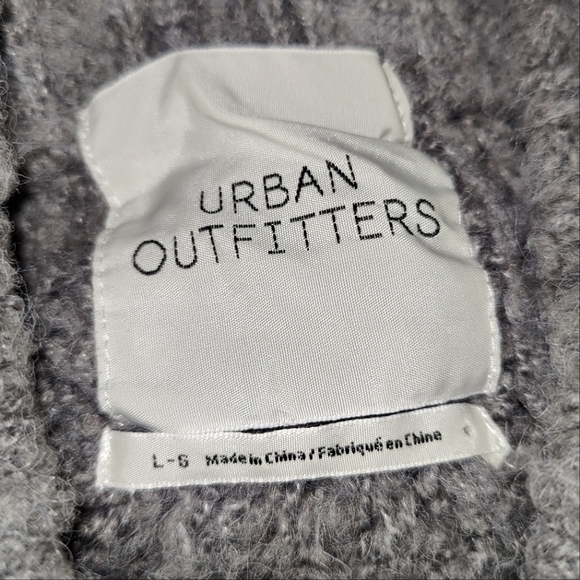 URBAN
OUTFITTERS
L-G Made in China / Fabriqué en Chine